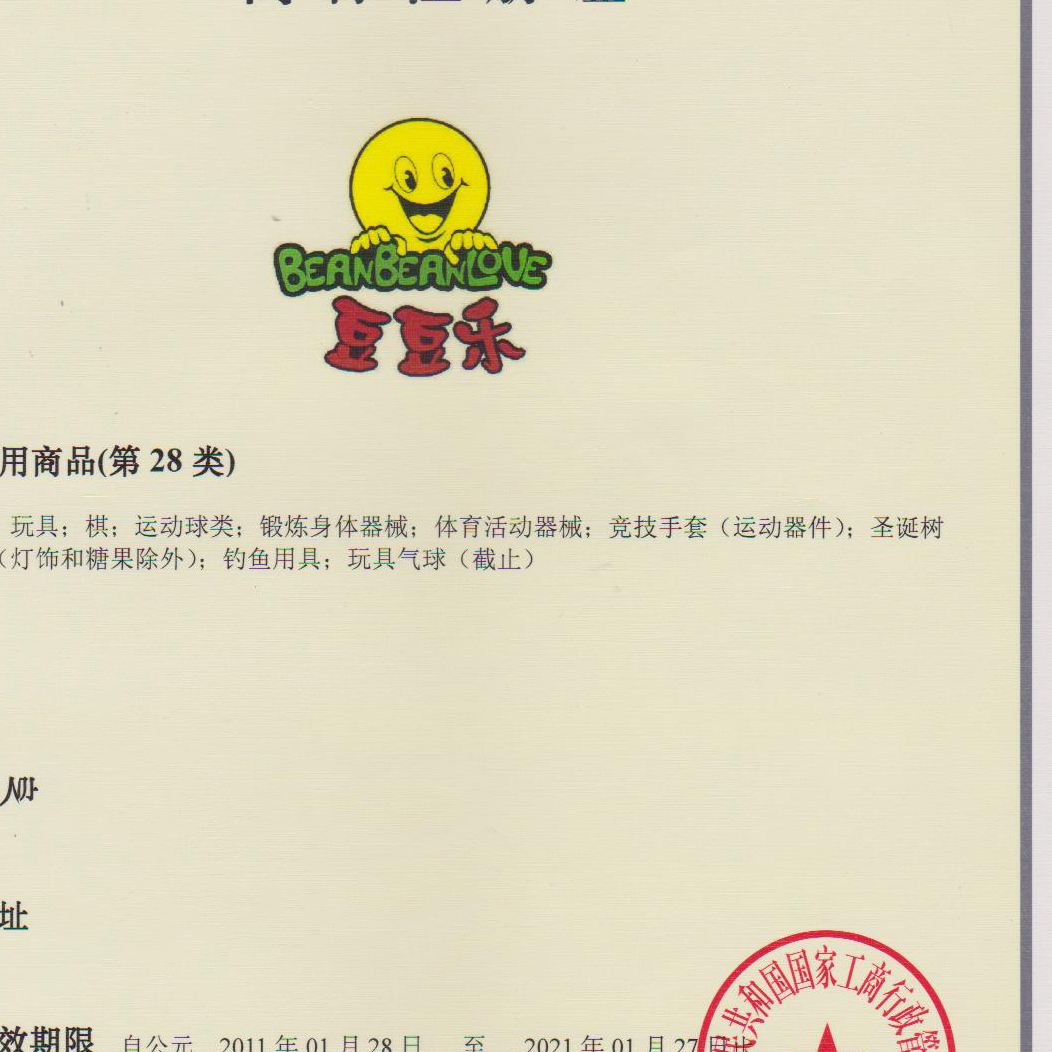 BEANBEANLOVE
豆豆乐
用商品(第 28 类)
玩具；棋；运动球类；锻炼身体器械；体育活动器械；竞技手套（运动器件）；圣诞树
（灯饰和糖果除外）；钓鱼用具；玩具气球（截止）
址
共和国国家工商行政管
效期限 自公元 2011 年 01 月 28 日 至 2021 年 01 月 27 日止